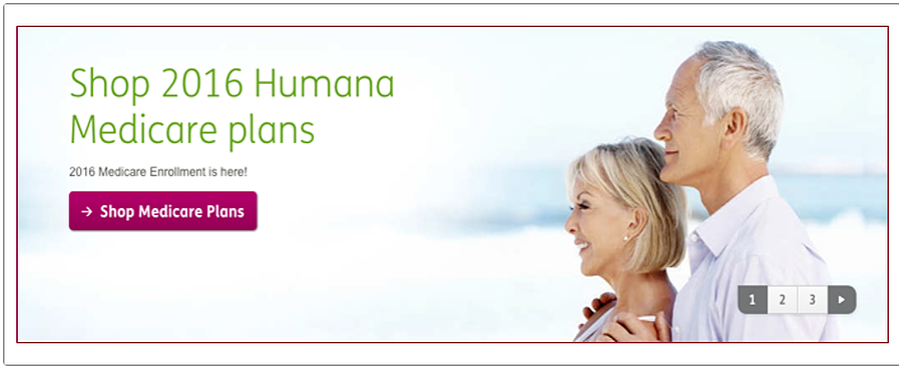 Shop 2016 Humana
Medicare plans
2016 Medicare Enrollment is here!
→ Shop Medicare Plans
1 2 3